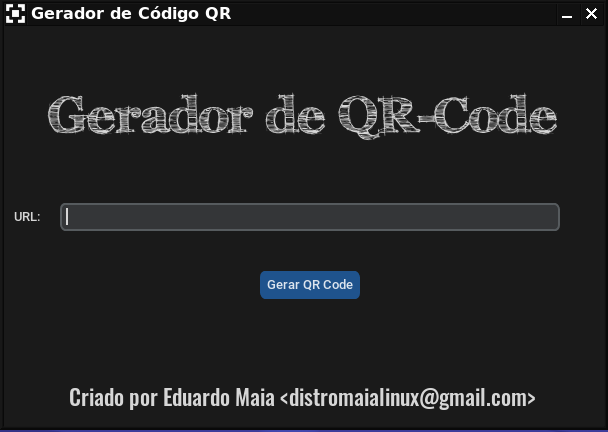 Gerador de Código QR
Gerador de QR-Code
URL:
Gerar QR Code
Criado por Eduardo Maia <distromaialinux@gmail.com>